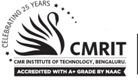 CELEBRATING 25 YEARS
CMRIT
CMR INSTITUTE OF TECHNOLOGY, BENGALURU.
ACCREDITED WITH A+ GRADE BY NAAC